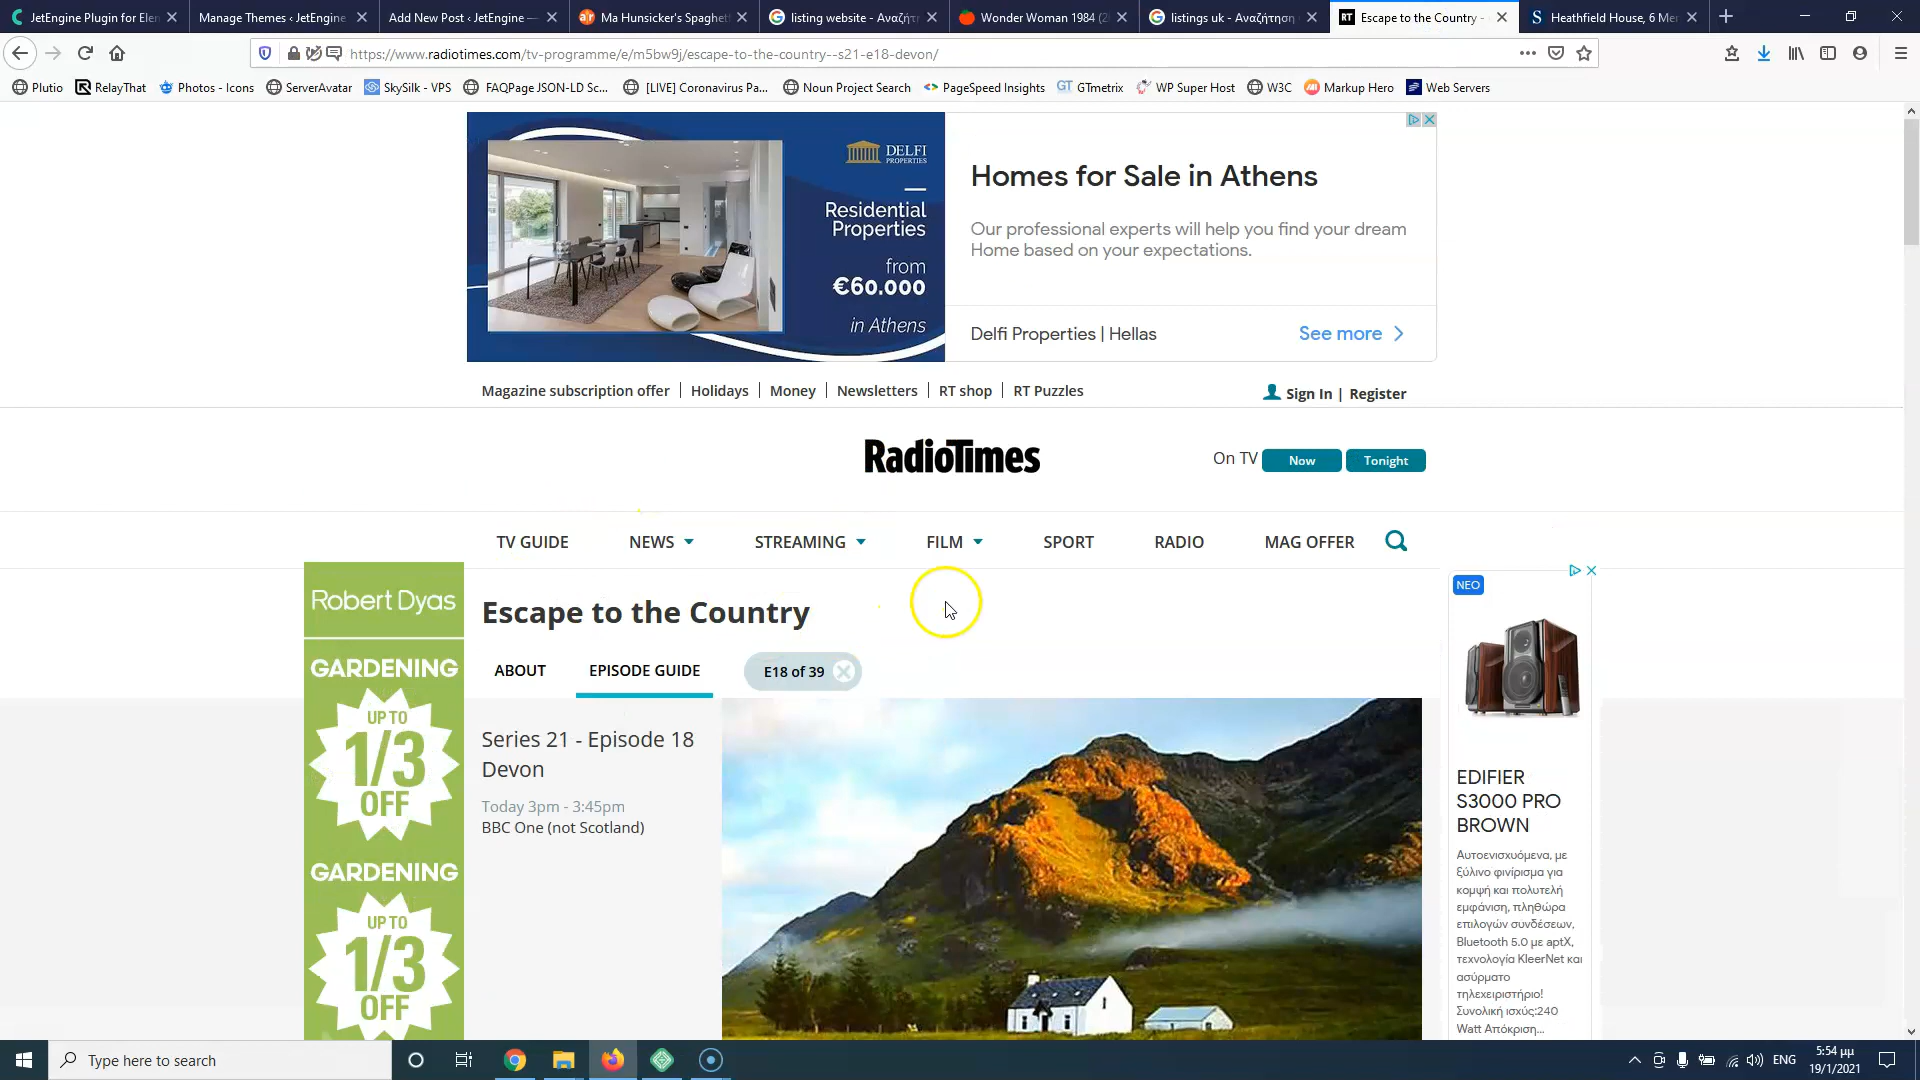 JetEngine Plugin for Elen
Manage Themes ‹ JetEngine
Add New Post ‹ JetEngine —
Ma Hunsicker's Spaghet
listing website - Αναζήτ
Wonder Woman 1984 (2
listings uk - Αναζήτηση
Escape to the Country -
Heathfield House, 6 Mer
https://www.radiotimes.com/tv-programme/e/m5bw9j/escape-to-the-country--s21-e18-devon/
Plutio
RelayThat
Photos - Icons
ServerAvatar
SkySilk - VPS
FAQPage JSON-LD Sc...
[LIVE] Coronavirus Pa...
Noun Project Search
PageSpeed Insights
GT GTmetrix
WP Super Host
W3C
Markup Hero
Web Servers
DELFI
PROPERTIES
Residential
Properties
from
€60.000
in Athens
Homes for Sale in Athens
Our professional experts will help you find your dream
Home based on your expectations.
Delfi Properties | Hellas
See more
Magazine subscription offer | Holidays | Money | Newsletters | RT shop | RT Puzzles
Sign In | Register
RadioTimes
On TV Now Tonight
TV GUIDE NEWS STREAMING FILM SPORT RADIO MAG OFFER
Robert Dyas
GARDENING
UP TO
1/3
OFF
GARDENING
UP TO
1/3
OFF
Escape to the Country
ABOUT EPISODE GUIDE E18 of 39
Series 21 - Episode 18
Devon
Today 3pm - 3:45pm
BBC One (not Scotland)
NEO
EDIFIER
S3000 PRO
BROWN
Αυτοενισχυόμενα, με
ξύλινο φινίρισμα για
κομψή και πολυτελή
εμφάνιση, πληθώρα
επιλογών συνδέσεων,
Bluetooth 5.0 με aptX,
τεχνολογία KleerNet και
ασύρματο
τηλεχειριστήριο!
Συνολική ισχύς:240
Watt Απόκριση...
Type here to search
ENG
5:54 μμ
19/1/2021